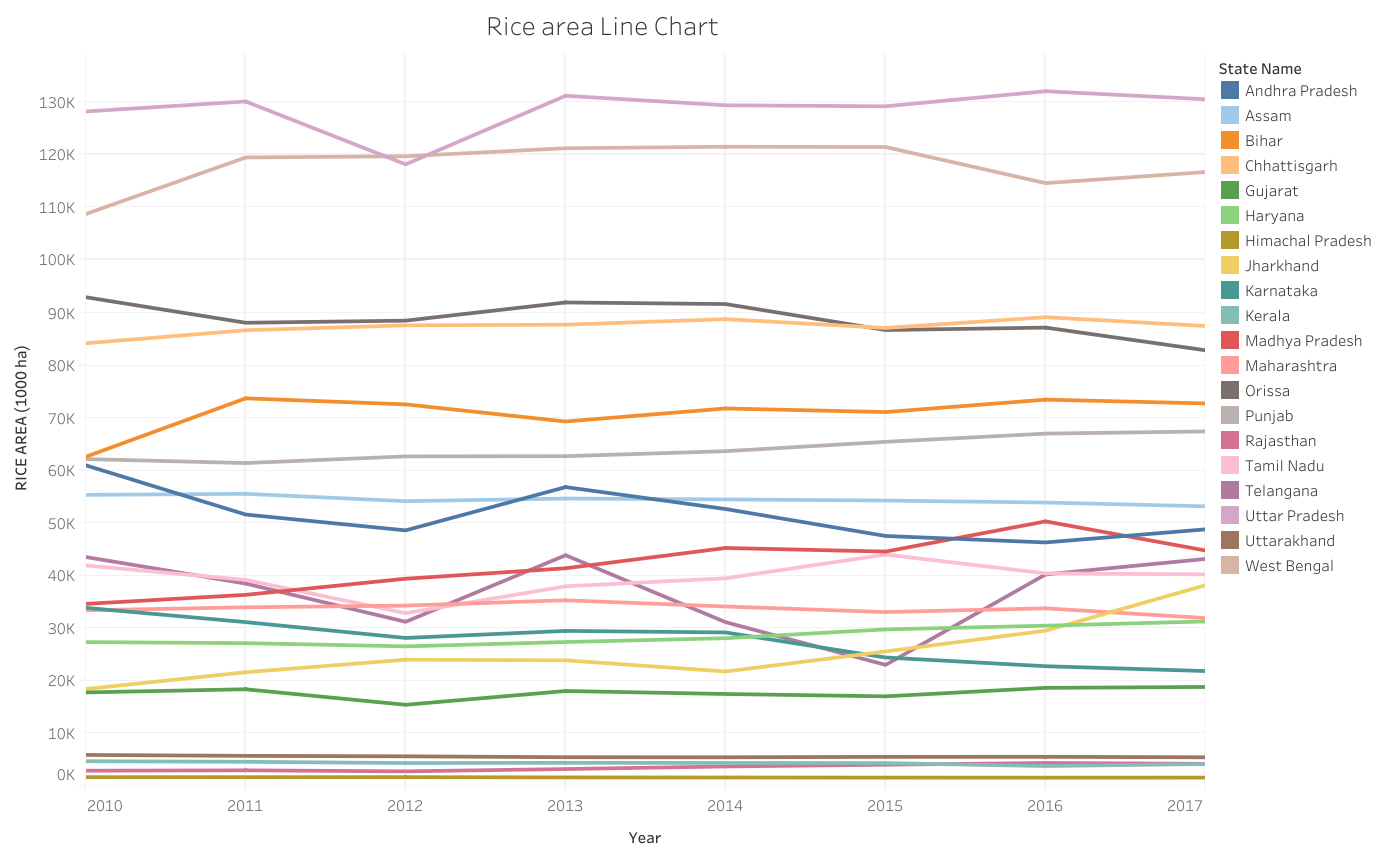 Rice area Line Chart
RICE AREA (1000 ha)
130K
120K
110K
100K
90K
80K
70K
60K
50K
40K
30K
20K
10K
0K
2010 2011 2012 2013 2014 2015 2016 2017
Year
State Name
Andhra Pradesh
Assam
Bihar
Chhattisgarh
Gujarat
Haryana
Himachal Pradesh
Jharkhand
Karnataka
Kerala
Madhya Pradesh
Maharashtra
Orissa
Punjab
Rajasthan
Tamil Nadu
Telangana
Uttar Pradesh
Uttarakhand
West Bengal